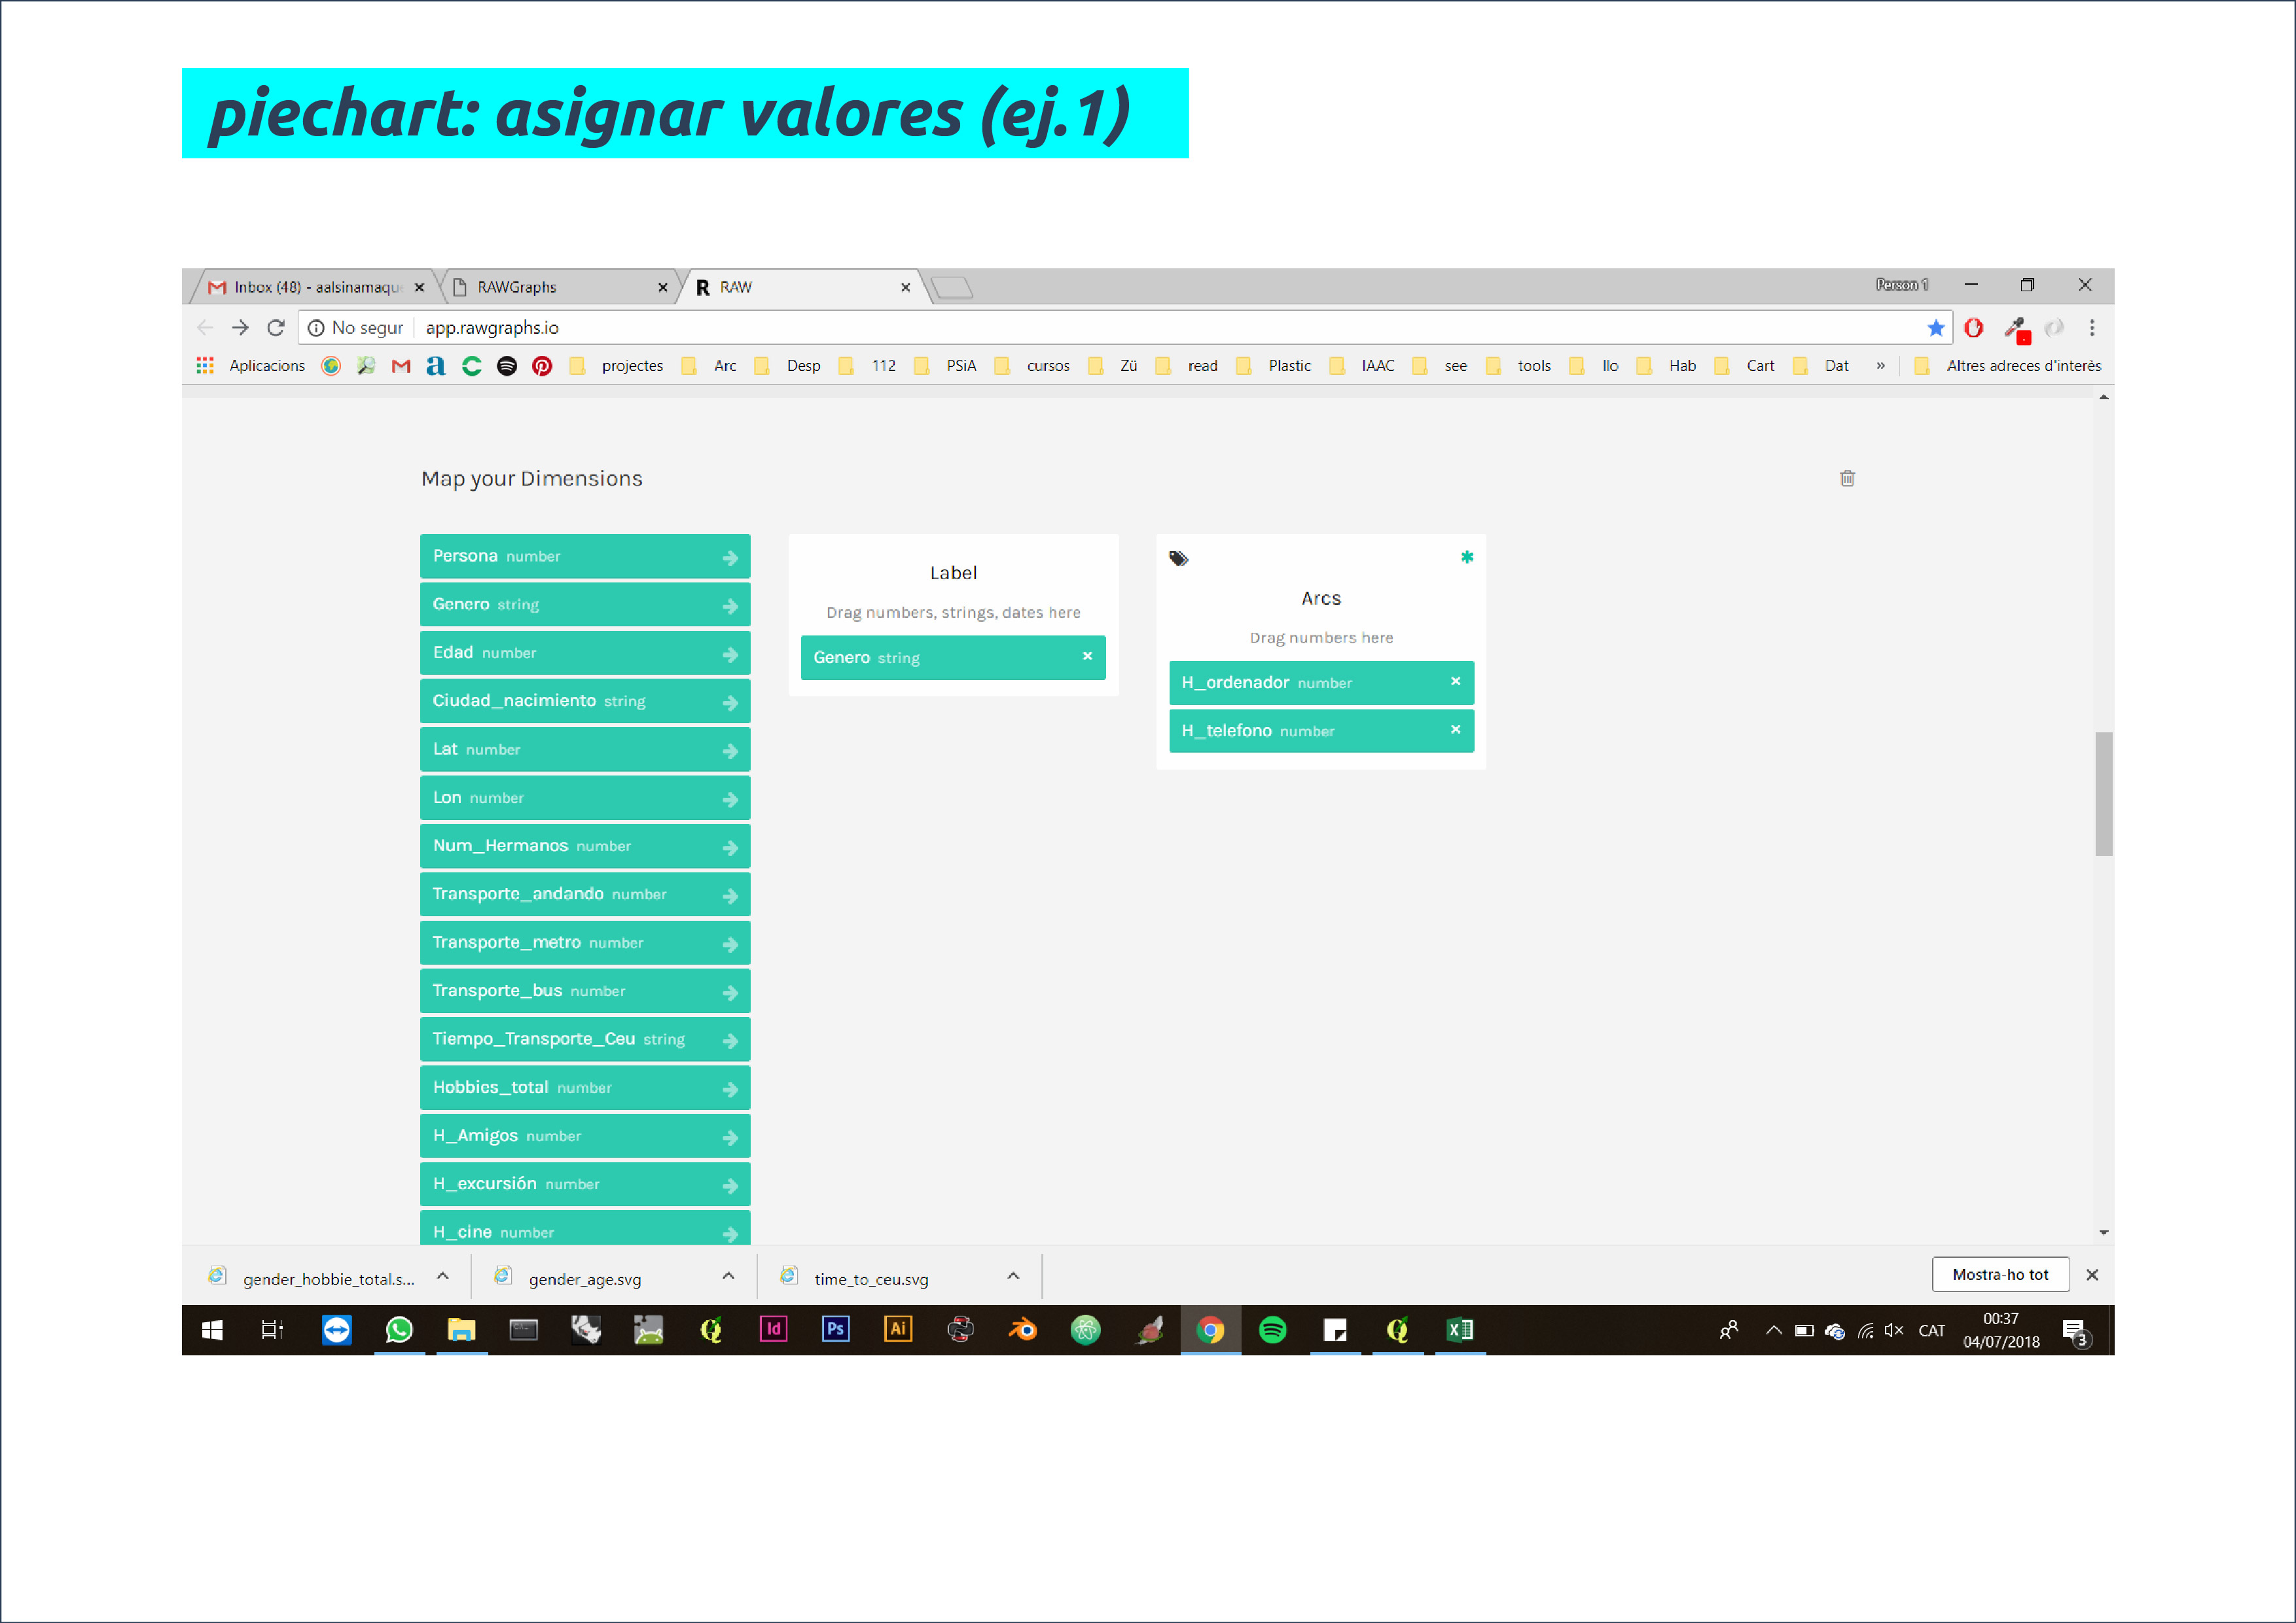 piechart: asignar valores (ej.1)
Inbox (48) - aalsinamaqu
RAWGraphs
R RAW
Person 1
No segur
app.rawgraphs.io
Aplicacions projectes Arc Desp 112 PSiA cursos Zü read Plastic IAAC see tools Ilo Hab Cart Dat » Altres adreces d'interès
Map your Dimensions
Persona number
Genero string
Edad number
Ciudad_nacimiento string
Lat number
Lon number
Num_Hermanos number
Transporte_andando number
Transporte_metro number
Transporte_bus number
Tiempo_Transporte_Ceu string
Hobbies_total number
H_Amigos number
H_excursión number
H_cine number
Label
Drag numbers, strings, dates here
Genero string
Arcs
Drag numbers here
H_ordenador number
H_telefono number
gender_hobbie_total.s...
gender_age.svg
time_to_ceu.svg
Mostra-ho tot
Id Ps Ai
CAT
00:37
04/07/2018
3